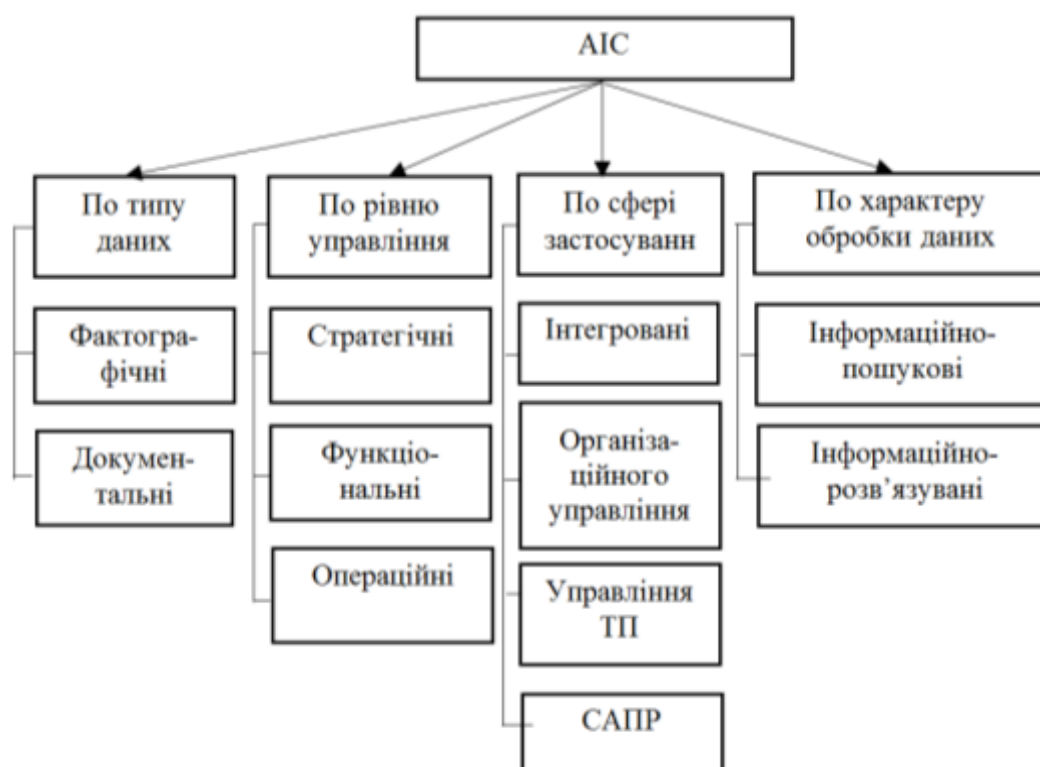 АІС
По типу
даних
Фактогра-
фічні
Докумен-
тальні
По рівню
управління
Стратегічні
Функціо-
нальні
Операційні
По сфері
застосуванн
Інтегровані
Організа-
ційного
управління
Управління
ТП
САПР
По характеру
обробки даних
Інформаційно-
пошукові
Інформаційно-
розв’язувані